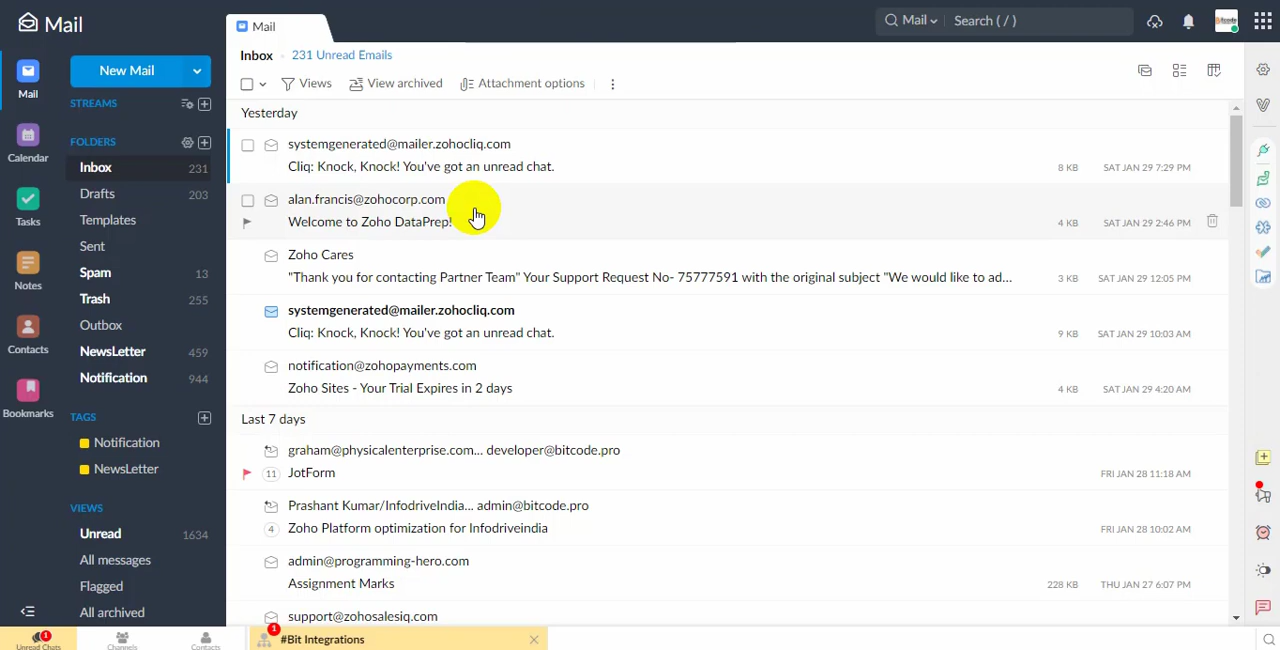 Mail
Mail
Mail
Search ( / )
Inbox
231 Unread Emails
New Mail
Views
View archived
Attachment options
Mail
Calendar
Tasks
Notes
Contacts
Bookmarks
STREAMS
FOLDERS
Inbox 231
Drafts 203
Templates
Sent
Spam 13
Trash 255
Outbox
NewsLetter 459
Notification 944
TAGS
Notification
NewsLetter
VIEWS
Unread 1634
All messages
Flagged
All archived
Yesterday
systemgenerated@mailer.zohocliq.com
Cliq: Knock, Knock! You've got an unread chat. 8 KB SAT JAN 29 7:29 PM
alan.francis@zohocorp.com
Welcome to Zoho DataPrep! 4 KB SAT JAN 29 2:46 PM
Zoho Cares
"Thank you for contacting Partner Team" Your Support Request No- 75777591 with the original subject "We would like to ad... 3 KB SAT JAN 29 12:05 PM
systemgenerated@mailer.zohocliq.com
Cliq: Knock, Knock! You've got an unread chat. 9 KB SAT JAN 29 10:03 AM
notification@zohopayments.com
Zoho Sites - Your Trial Expires in 2 days 4 KB SAT JAN 29 4:20 AM
Last 7 days
graham@physicalenterprise.com... developer@bitcode.pro
11 JotForm FRI JAN 28 11:18 AM
Prashant Kumar/InfodriveIndia... admin@bitcode.pro
4 Zoho Platform optimization for Infodriveindia FRI JAN 28 10:02 AM
admin@programming-hero.com
Assignment Marks 228 KB THU JAN 27 6:07 PM
support@zohosalesiq.com
1
Unread Chats
Channels
Contacts
1
#Bit Integrations